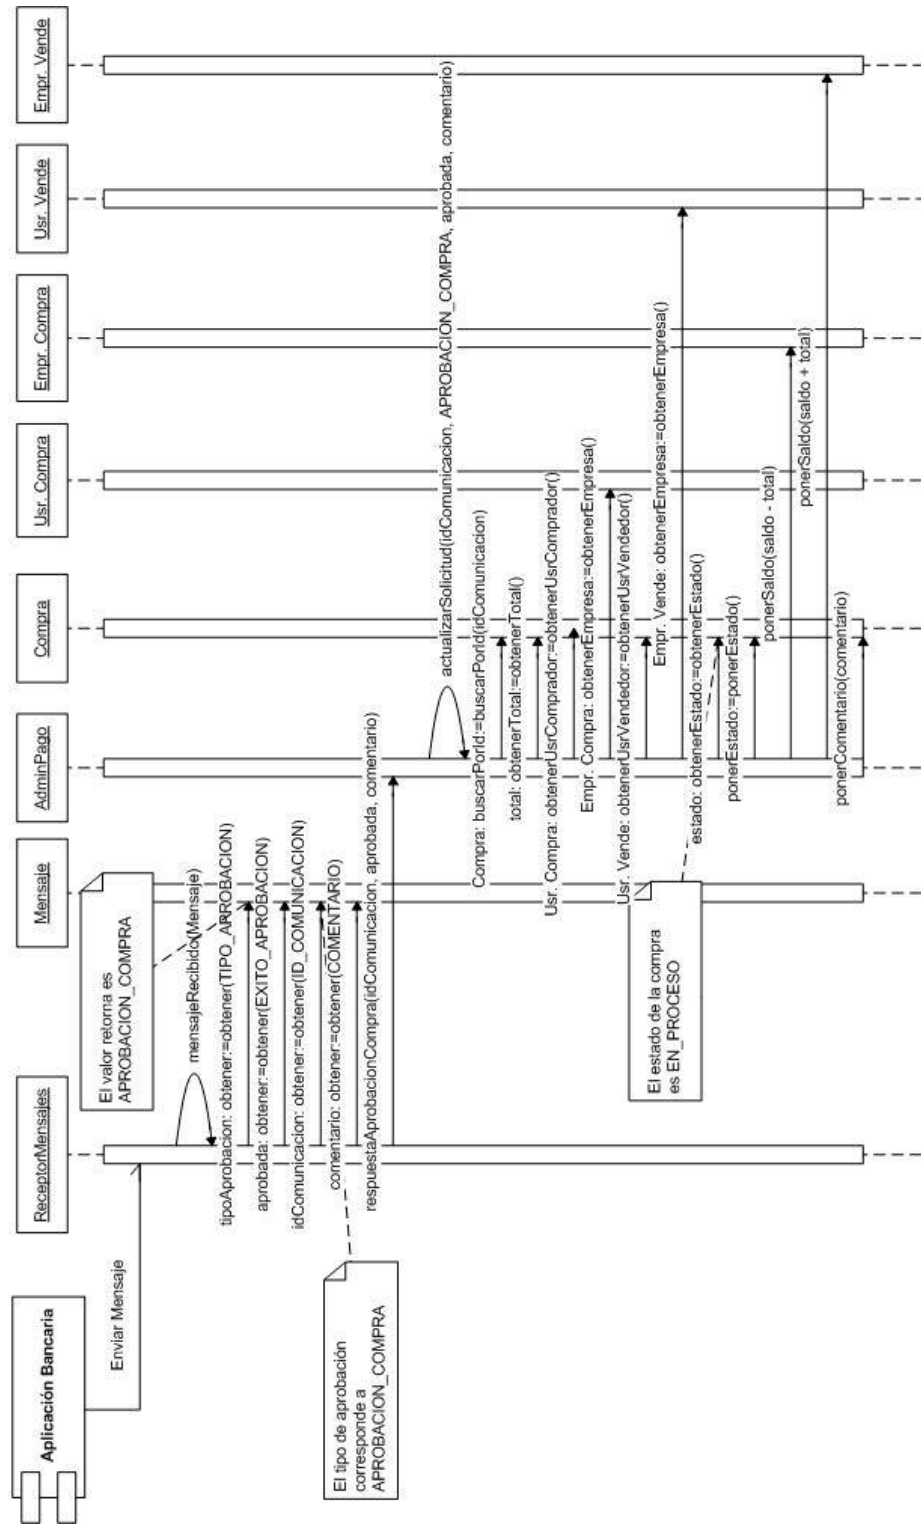 Aplicación Bancaria
ReceptorMensajes
Mensaje
AdminPago
Compra
Usr. Compra
Empr. Compra
Usr. Vende
Empr. Vende
Enviar Mensaje
El valor retorna es
APROBACION_COMPRA
mensajeRecibido(Mensaje)
tipoAprobacion: obtener:=obtener(TIPO_APROBACION)
aprobada: obtener:=obtener(EXITO_APROBACION)
idComunicacion: obtener:=obtener(ID_COMUNICACION)
comentario: obtener:=obtener(COMENTARIO)
El tipo de aprobación
corresponde a
APROBACION_COMPRA
respuestaAprobacionCompra(idComunicacion, aprobada, comentario)
actualizarSolicitud(idComunicacion, APROBACION_COMPRA, aprobada, comentario)
Compra: buscarPorId:=buscarPorId(idComunicacion)
total: obtenerTotal:=obtenerTotal()
Usr. Compra: obtenerUsrComprador:=obtenerUsrComprador()
Empr. Compra: obtenerEmpresa:=obtenerEmpresa()
Usr. Vende: obtenerUsrVendedor:=obtenerUsrVendedor()
Empr. Vende: obtenerEmpresa:=obtenerEmpresa()
estado: obtenerEstado:=obtenerEstado()
El estado de la compra
es EN_PROCESO
ponerEstado:=ponerEstado()
ponerSaldo(saldo - total)
ponerSaldo(saldo + total)
ponerComentario(comentario)